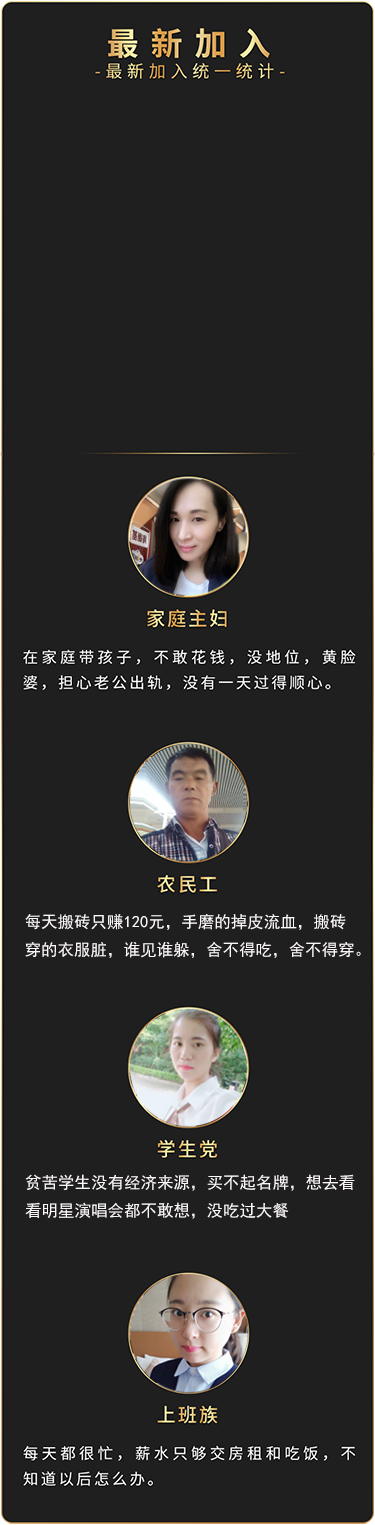 最新加入
-最新加入统一统计-
家庭主妇
在家庭带孩子，不敢花钱，没地位，黄脸
婆，担心老公出轨，没有一天过得顺心。
农民工
每天搬砖只赚120元，手磨的掉皮流血，搬砖
穿的衣服脏，谁见谁躲，舍不得吃，舍不得穿。
学生党
贫苦学生没有经济来源，买不起名牌，想去看
看明星演唱会都不敢想，没吃过大餐
上班族
每天都很忙，薪水只够交房租和吃饭，不
知道以后怎么办。